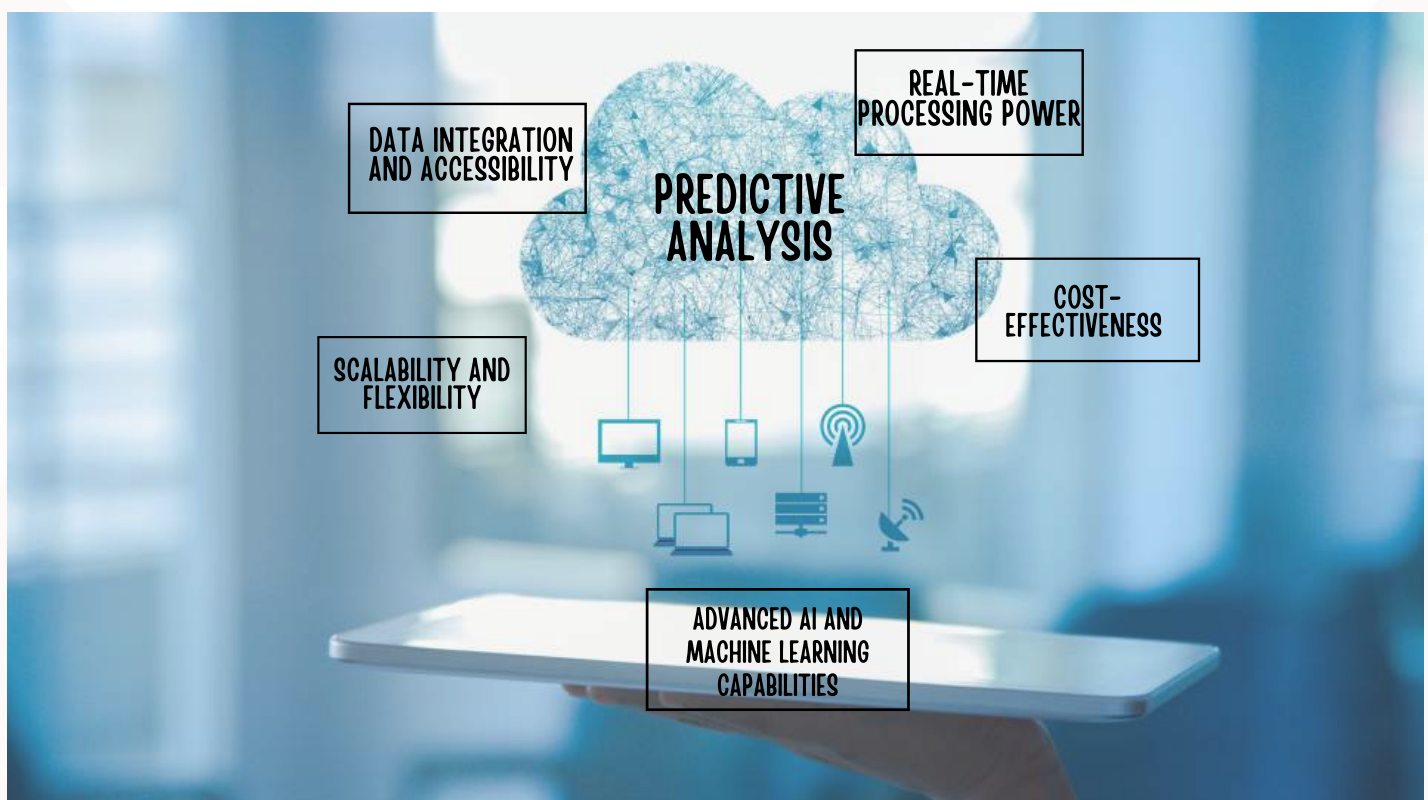 REAL-TIME
PROCESSING POWER
DATA INTEGRATION
AND ACCESSIBILITY
PREDICTIVE
ANALYSIS
COST-
EFFECTIVENESS
SCALABILITY AND
FLEXIBILITY
ADVANCED AI AND
MACHINE LEARNING
CAPABILITIES